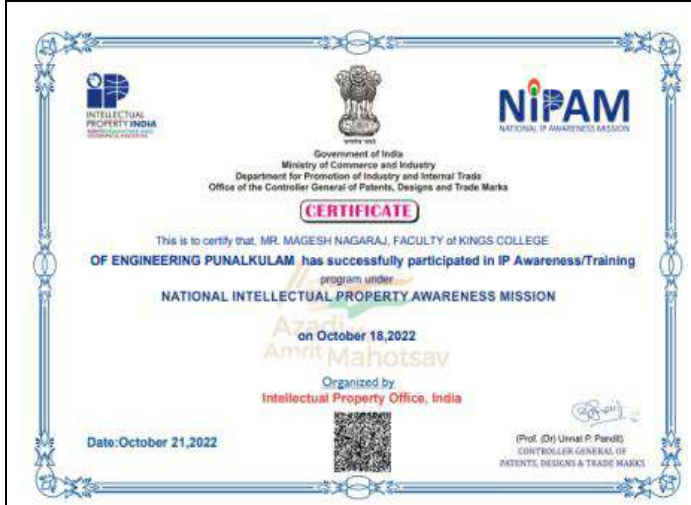 INTELLECTUAL
PROPERTY INDIA
NiPAM
NATIONAL IP AWARENESS MISSION
सत्यमेव जयते
Government of India
Ministry of Commerce and Industry
Department for Promotion of Industry and Internal Trade
Office of the Controller General of Patents, Designs and Trade Marks
CERTIFICATE
This is to certify that, MR. MAGESH NAGARAJ, FACULTY of KINGS COLLEGE
OF ENGINEERING PUNALKULAM has successfully participated in IP Awareness/Training
program under
NATIONAL INTELLECTUAL PROPERTY AWARENESS MISSION
Azadi Ka
on October 18,2022
Amrit Mahotsav
Organized by
Intellectual Property Office, India
Date:October 21,2022
(Prof. (Dr) Unnat P. Pandit)
CONTROLLER GENERAL OF
PATENTS, DESIGNS & TRADE MARKS